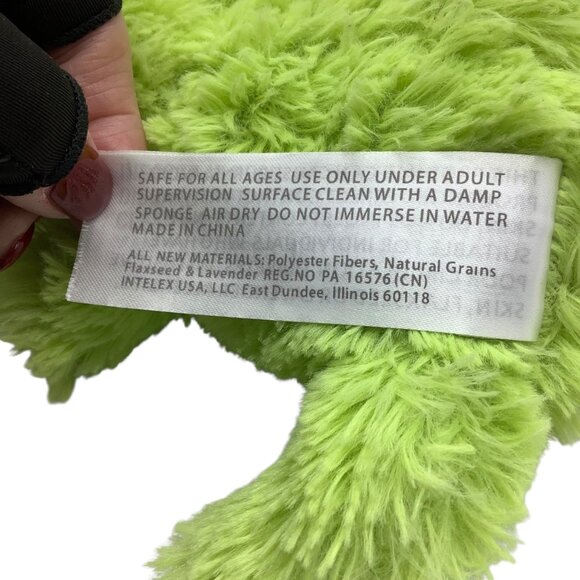 SAFE FOR ALL AGES USE ONLY UNDER ADULT
SUPERVISION SURFACE CLEAN WITH A DAMP
SPONGE AIR DRY DO NOT IMMERSE IN WATER
MADE IN CHINA
ALL NEW MATERIALS: Polyester Fibers, Natural Grains
Flaxseed & Lavender REG.NO PA 16576 (CN)
INTELEX USA, LLC East Dundee, Illinois 60118